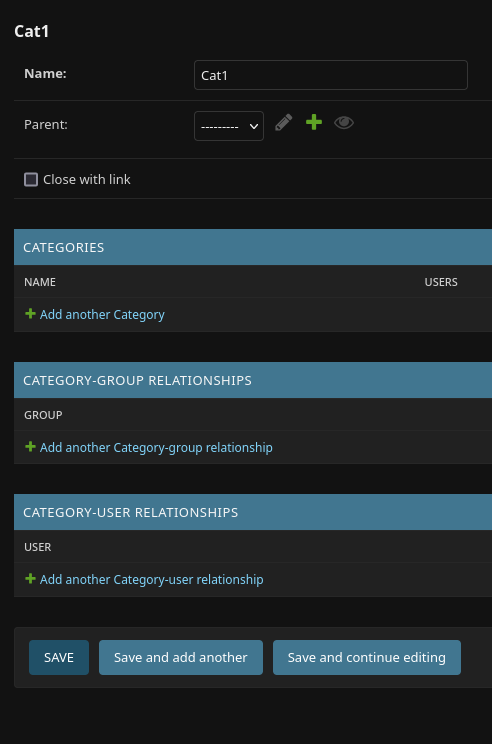 Cat1
Name: Cat1
Parent: ---------
Close with link
CATEGORIES
NAME USERS
Add another Category
CATEGORY-GROUP RELATIONSHIPS
GROUP
Add another Category-group relationship
CATEGORY-USER RELATIONSHIPS
USER
Add another Category-user relationship
SAVE Save and add another Save and continue editing